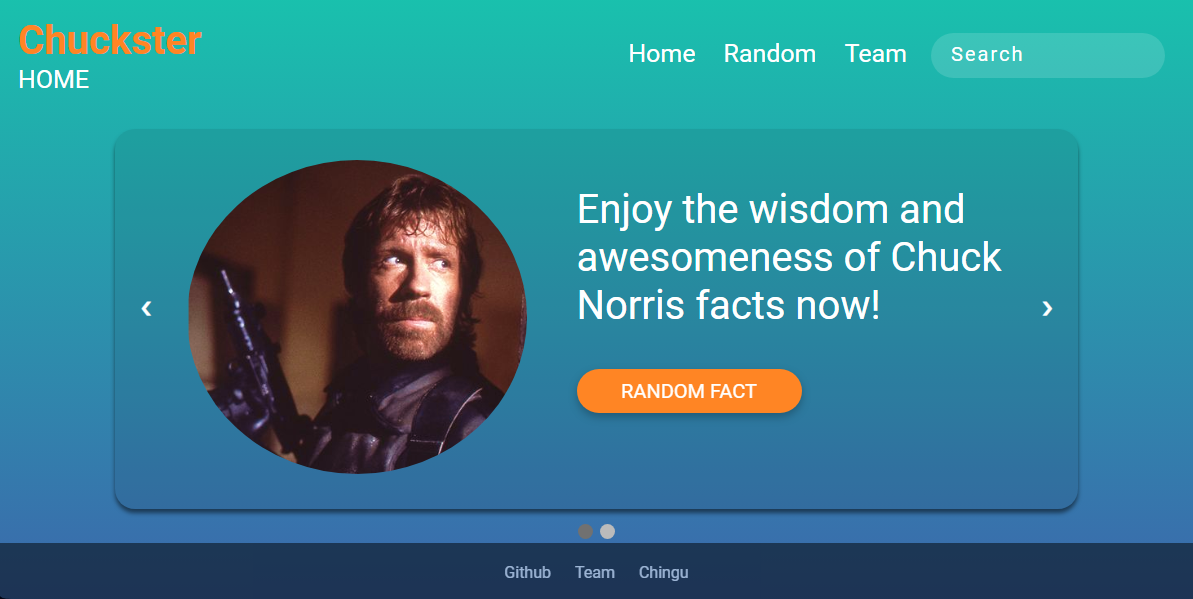 Chuckster
HOME
Home Random Team Search
Enjoy the wisdom and
awesomeness of Chuck
Norris facts now!
‹ ›
RANDOM FACT
Github Team Chingu